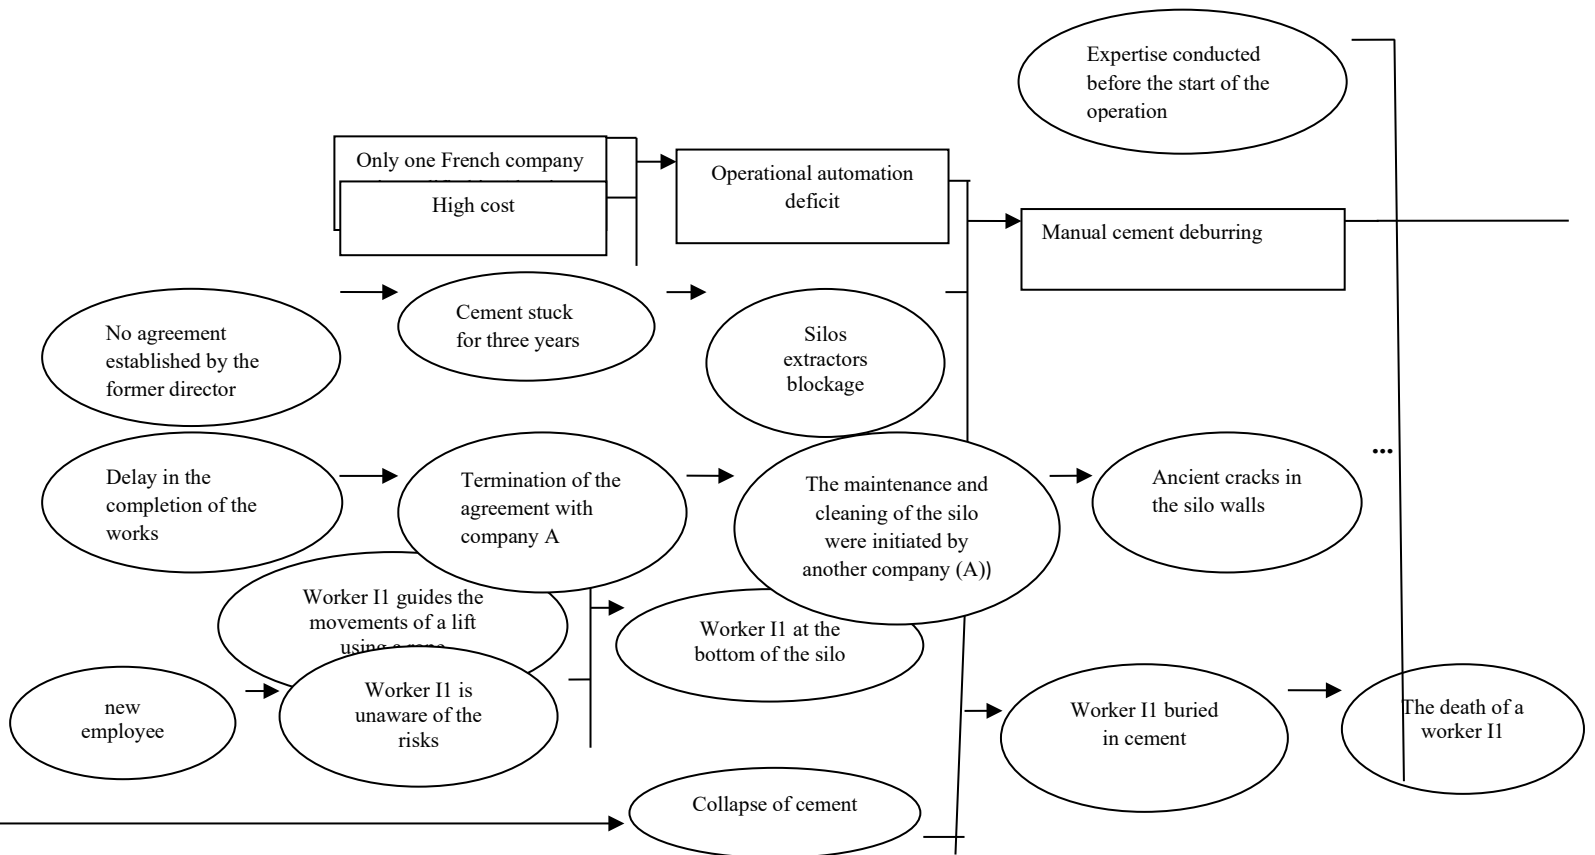 Expertise conducted
before the start of the
operation
Only one French company
High cost
Operational automation
deficit
Manual cement deburring
No agreement
established by the
former director
Cement stuck
for three years
Silos
extractors
blockage
Delay in the
completion of the
works
Termination of the
agreement with
company A
The maintenance and
cleaning of the silo
were initiated by
another company (A))
Ancient cracks in
the silo walls
...
Worker I1 guides the
movements of a lift
using a rope
Worker I1 at the
bottom of the silo
new
employee
Worker I1 is
unaware of the
risks
Worker I1 buried
in cement
The death of a
worker I1
Collapse of cement